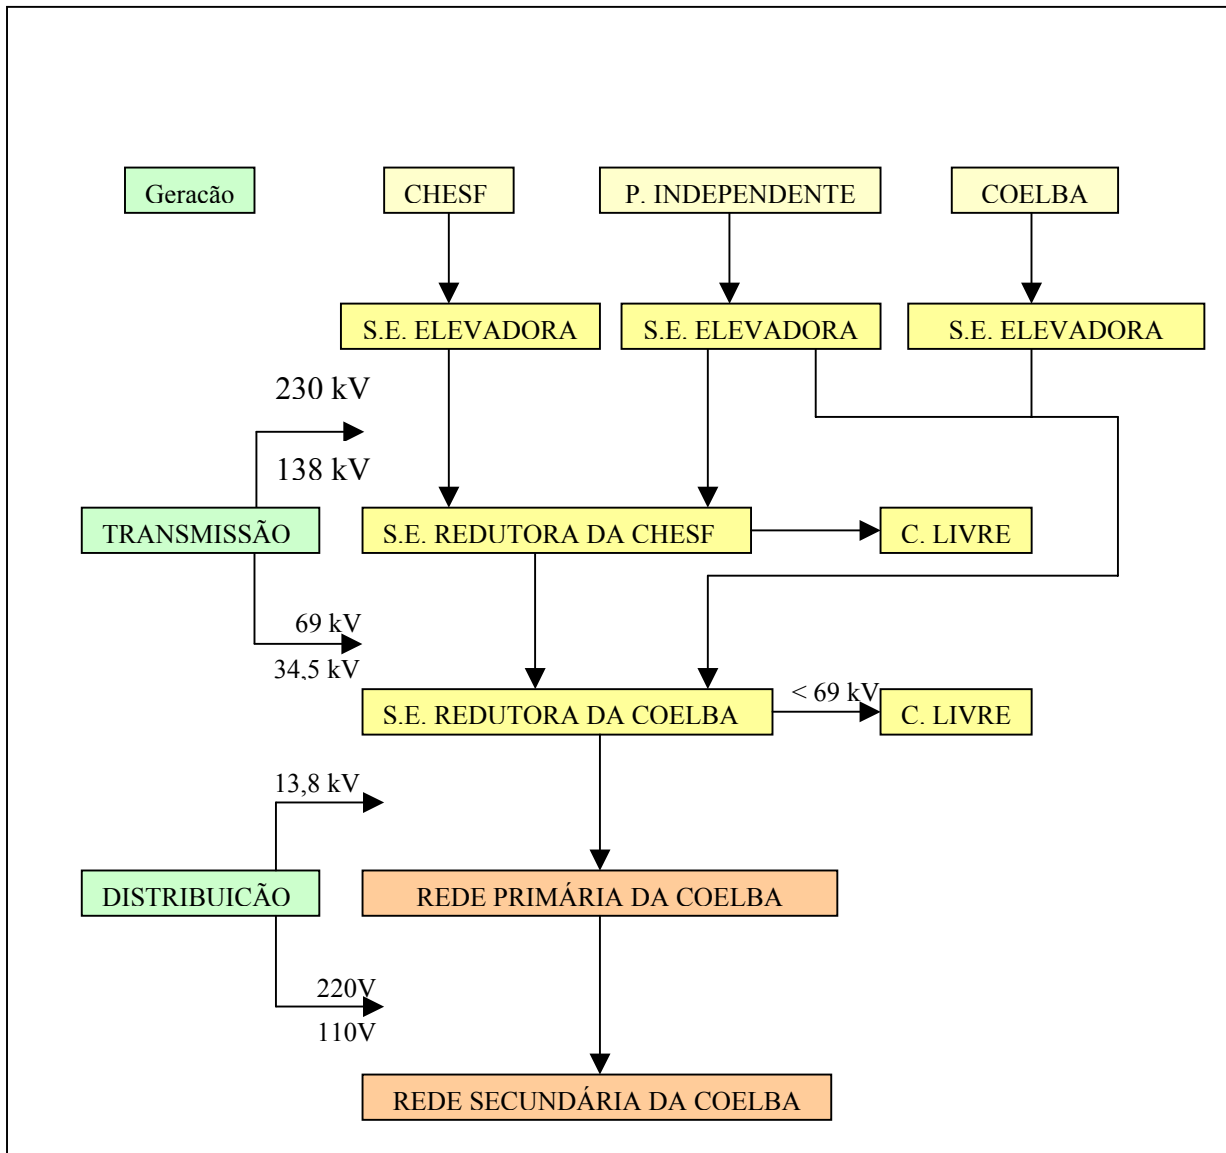 Geracão
CHESF
P. INDEPENDENTE
COELBA
S.E. ELEVADORA
S.E. ELEVADORA
S.E. ELEVADORA
230 kV
138 kV
TRANSMISSÃO
S.E. REDUTORA DA CHESF
C. LIVRE
69 kV
34,5 kV
S.E. REDUTORA DA COELBA
< 69 kV
C. LIVRE
13,8 kV
DISTRIBUICÃO
REDE PRIMÁRIA DA COELBA
220V
110V
REDE SECUNDÁRIA DA COELBA